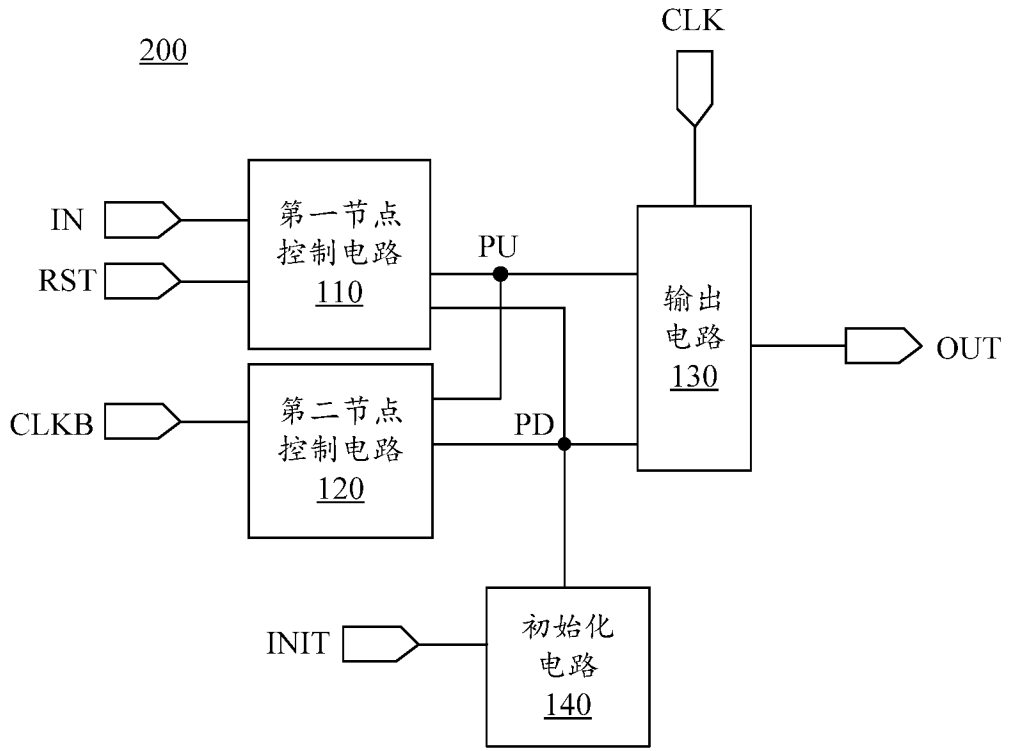 200
CLK
IN
RST
第一节点
控制电路
110
PU
输出
电路
130
OUT
CLKB
第二节点
控制电路
120
PD
INIT
初始化
电路
140